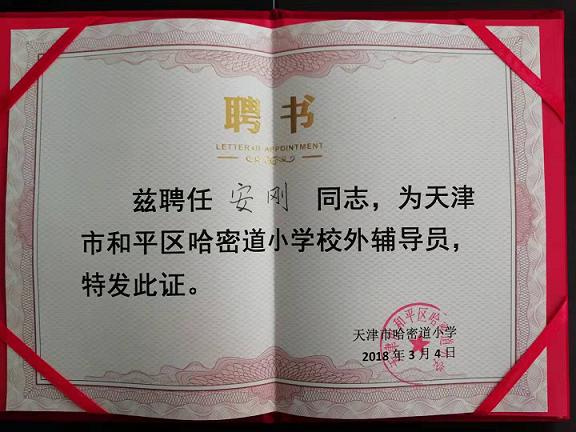 聘书
LETTER OF APPOINTMENT
兹聘任 安刚 同志，为天津
市和平区哈密道小学校外辅导员，
特发此证。
天津市哈密道小学
2018 年 3 月 4 日